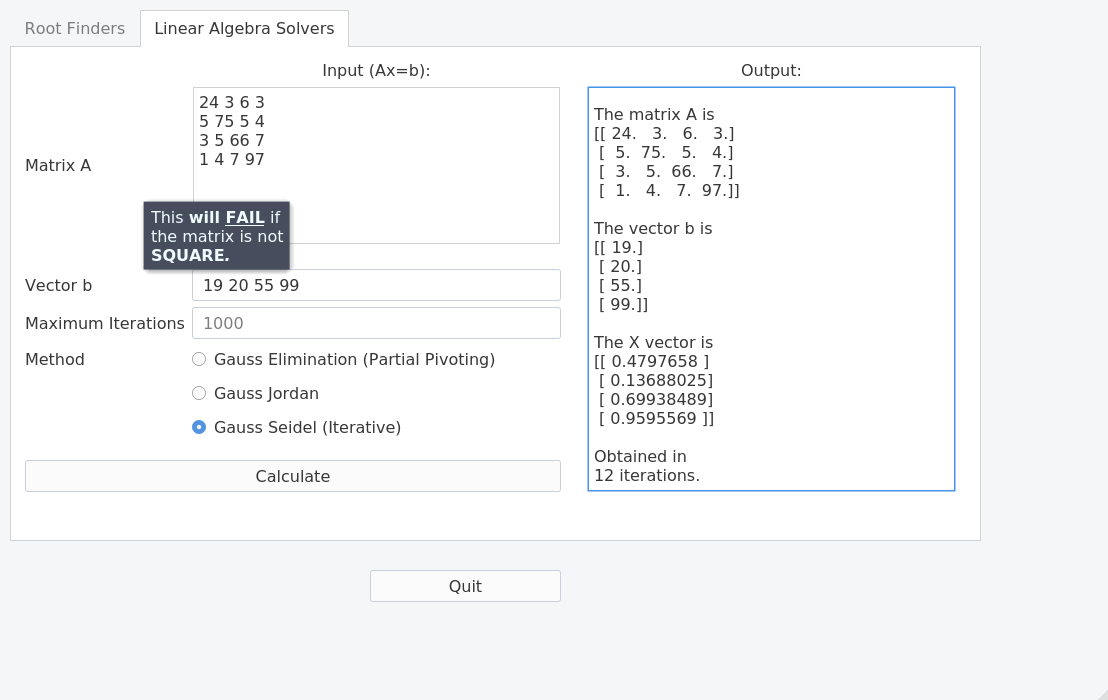 Root Finders
Linear Algebra Solvers
Input (Ax=b):
Output:
Matrix A
24 3 6 3
5 75 5 4
3 5 66 7
1 4 7 97
This will FAIL if
the matrix is not
SQUARE.
Vector b
19 20 55 99
Maximum Iterations
1000
Method
Gauss Elimination (Partial Pivoting)
Gauss Jordan
Gauss Seidel (Iterative)
Calculate
The matrix A is
[[ 24. 3. 6. 3.]
[ 5. 75. 5. 4.]
[ 3. 5. 66. 7.]
[ 1. 4. 7. 97.]]
The vector b is
[[ 19.]
[ 20.]
[ 55.]
[ 99.]]
The X vector is
[[ 0.4797658 ]
[ 0.13688025]
[ 0.69938489]
[ 0.9595569 ]]
Obtained in
12 iterations.
Quit